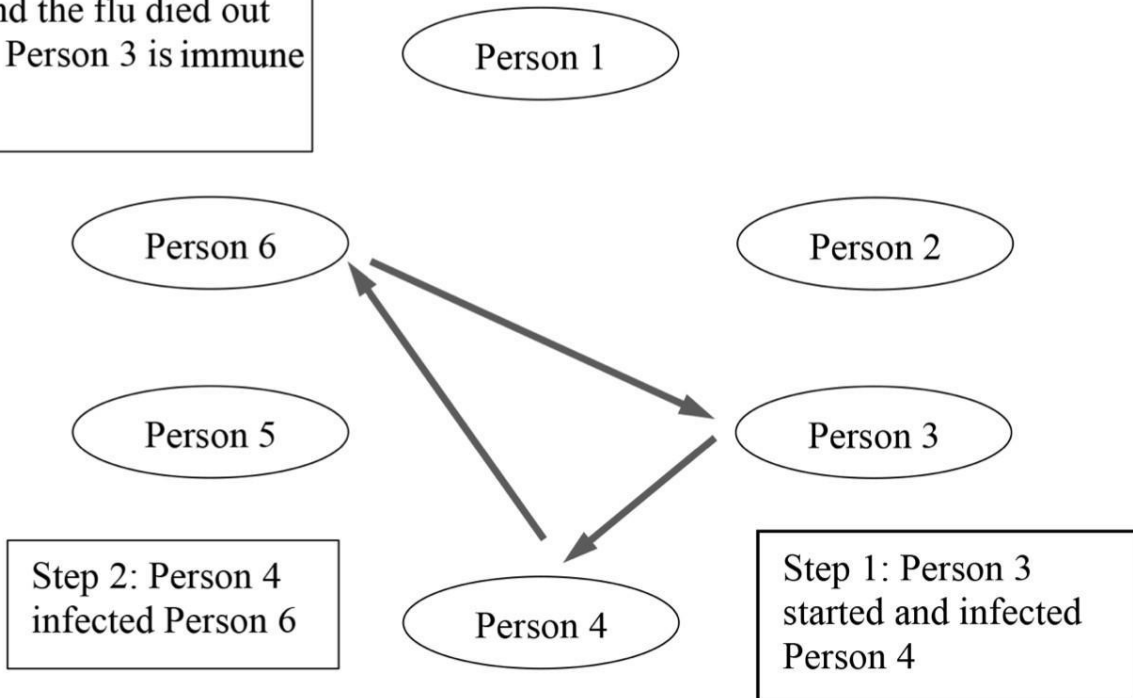 nd the flu died out
Person 3 is immune
Person 1
Person 6
Person 2
Person 5
Person 3
Step 2: Person 4
infected Person 6
Person 4
Step 1: Person 3
started and infected
Person 4